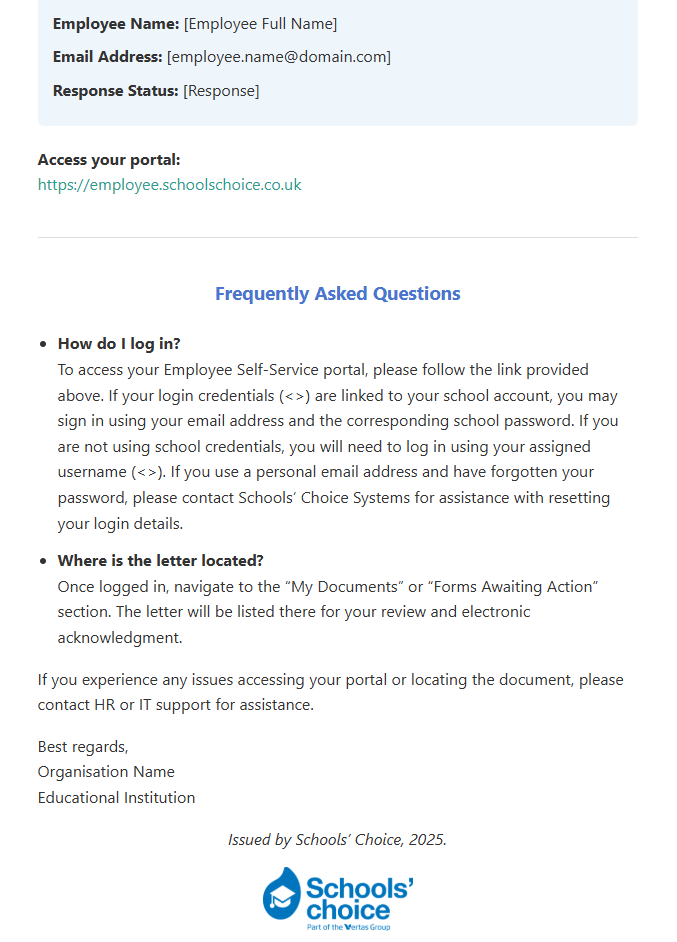 Employee Name: [Employee Full Name]
Email Address: [employee.name@domain.com]
Response Status: [Response]
Access your portal:
https://employee.schoolschoice.co.uk
Frequently Asked Questions
• How do I log in?
To access your Employee Self-Service portal, please follow the link provided
above. If your login credentials (<>) are linked to your school account, you may
sign in using your email address and the corresponding school password. If you
are not using school credentials, you will need to log in using your assigned
username (<>). If you use a personal email address and have forgotten your
password, please contact Schools’ Choice Systems for assistance with resetting
your login details.
• Where is the letter located?
Once logged in, navigate to the “My Documents” or “Forms Awaiting Action”
section. The letter will be listed there for your review and electronic
acknowledgment.
If you experience any issues accessing your portal or locating the document, please
contact HR or IT support for assistance.
Best regards,
Organisation Name
Educational Institution
Issued by Schools’ Choice, 2025.
Schools’
choice
Part of the Vertas Group